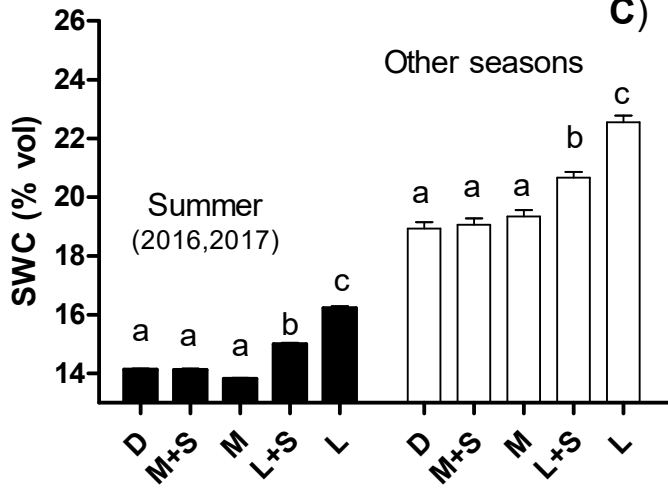 C)
26
24
22
20
18
16
14
SWC (% vol)
Other seasons
Summer
(2016,2017)
a
a
a
b
c
a
a
a
b
c
D
M+S
M
L+S
L
D
M+S
M
L+S
L